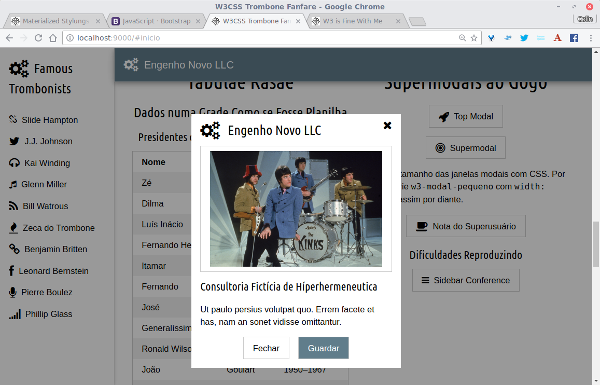 W3CSS Trombone Fanfare - Google Chrome
Materialized Stylings
JavaScript · Bootstrap
W3CSS Trombone Fan
W3 is Fine With Me
localhost:9000/#inicio
Famous
Trombonists
Slide Hampton
J.J. Johnson
Kai Winding
Glenn Miller
Bill Watrous
Zeca do Trombone
Benjamin Britten
Leonard Bernstein
Pierre Boulez
Phillip Glass
Engenho Novo LLC
Tabulae Rasae
Dados numa Grade Como se Fosse Planilha
Presidentes
Nome
Zé
Dilma
Luís Inácio
Fernando He
Itamar
Fernando
José
Generalíssim
Ronald Wilso
João Goulart 1950–1967
Engenho Novo LLC
THE
KINKS
Consultoria Fictícia de Hiperhermeneutica
Ut paulo persius volutpat quo. Errem facete et
has, nam an sonet vidisse omittantur.
Fechar
Guardar
Supermodals ao Gogo
Top Modal
Supermodal
tamanho das janelas modais com CSS. Por
ie w3-modal-pequeno com width:
assim por diante.
Nota do Superusuário
Dificuldades Reproduzindo
Sidebar Conference